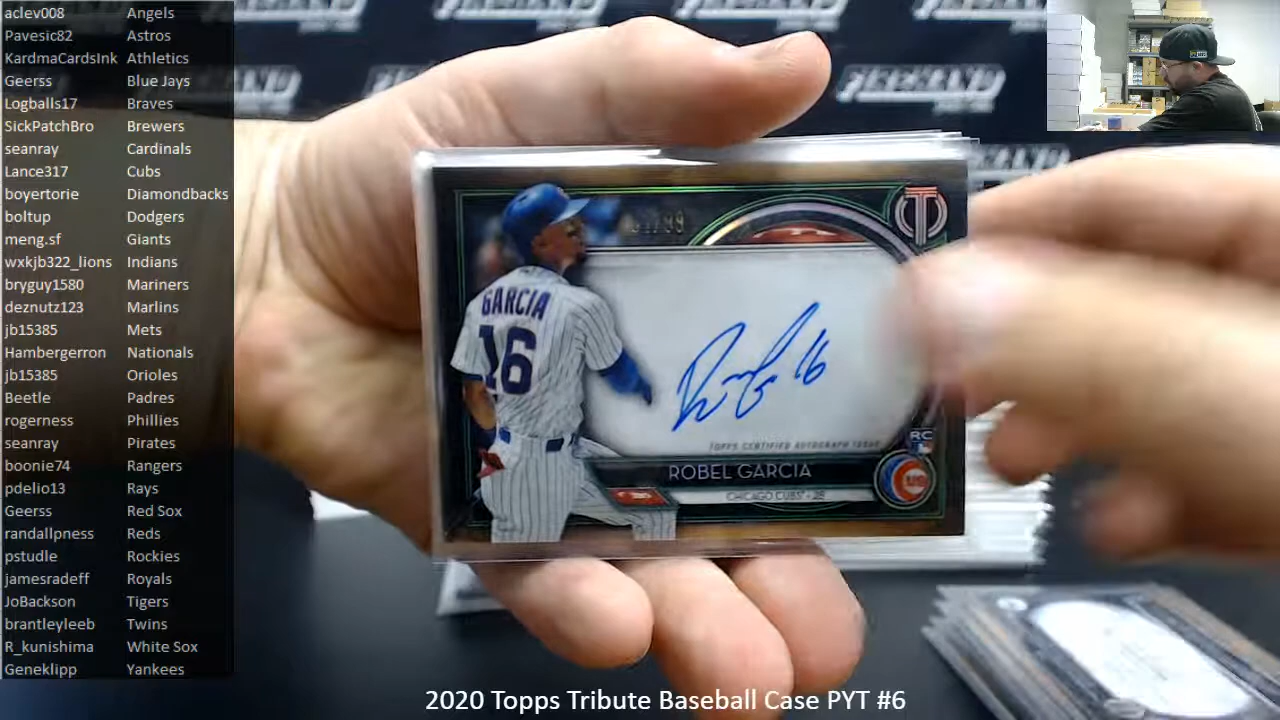 aclev008 Angels
Pavesic82 Astros
KardmaCardsInk Athletics
Geerss Blue Jays
Logballs17 Braves
SickPatchBro Brewers
seanray Cardinals
Lance317 Cubs
boyertorie Diamondbacks
boltup Dodgers
meng.sf Giants
wxkjb322_lions Indians
bryguy1580 Mariners
deznutz123 Marlins
jb15385 Mets
Hambergerron Nationals
jb15385 Orioles
Beetle Padres
rogerness Phillies
seanray Pirates
boonie74 Rangers
pdelio13 Rays
Geerss Red Sox
randallpness Reds
pstudle Rockies
jamesradeff Royals
JoBackson Tigers
brantleyleeb Twins
R_kunishima White Sox
Geneklipp Yankees
GARCIA
16
16
TOPPS CERTIFIED AUTOGRAPH ISSUE
RC
ROBEL GARCIA
CHICAGO CUBS - 2B
2020 Topps Tribute Baseball Case PYT #6